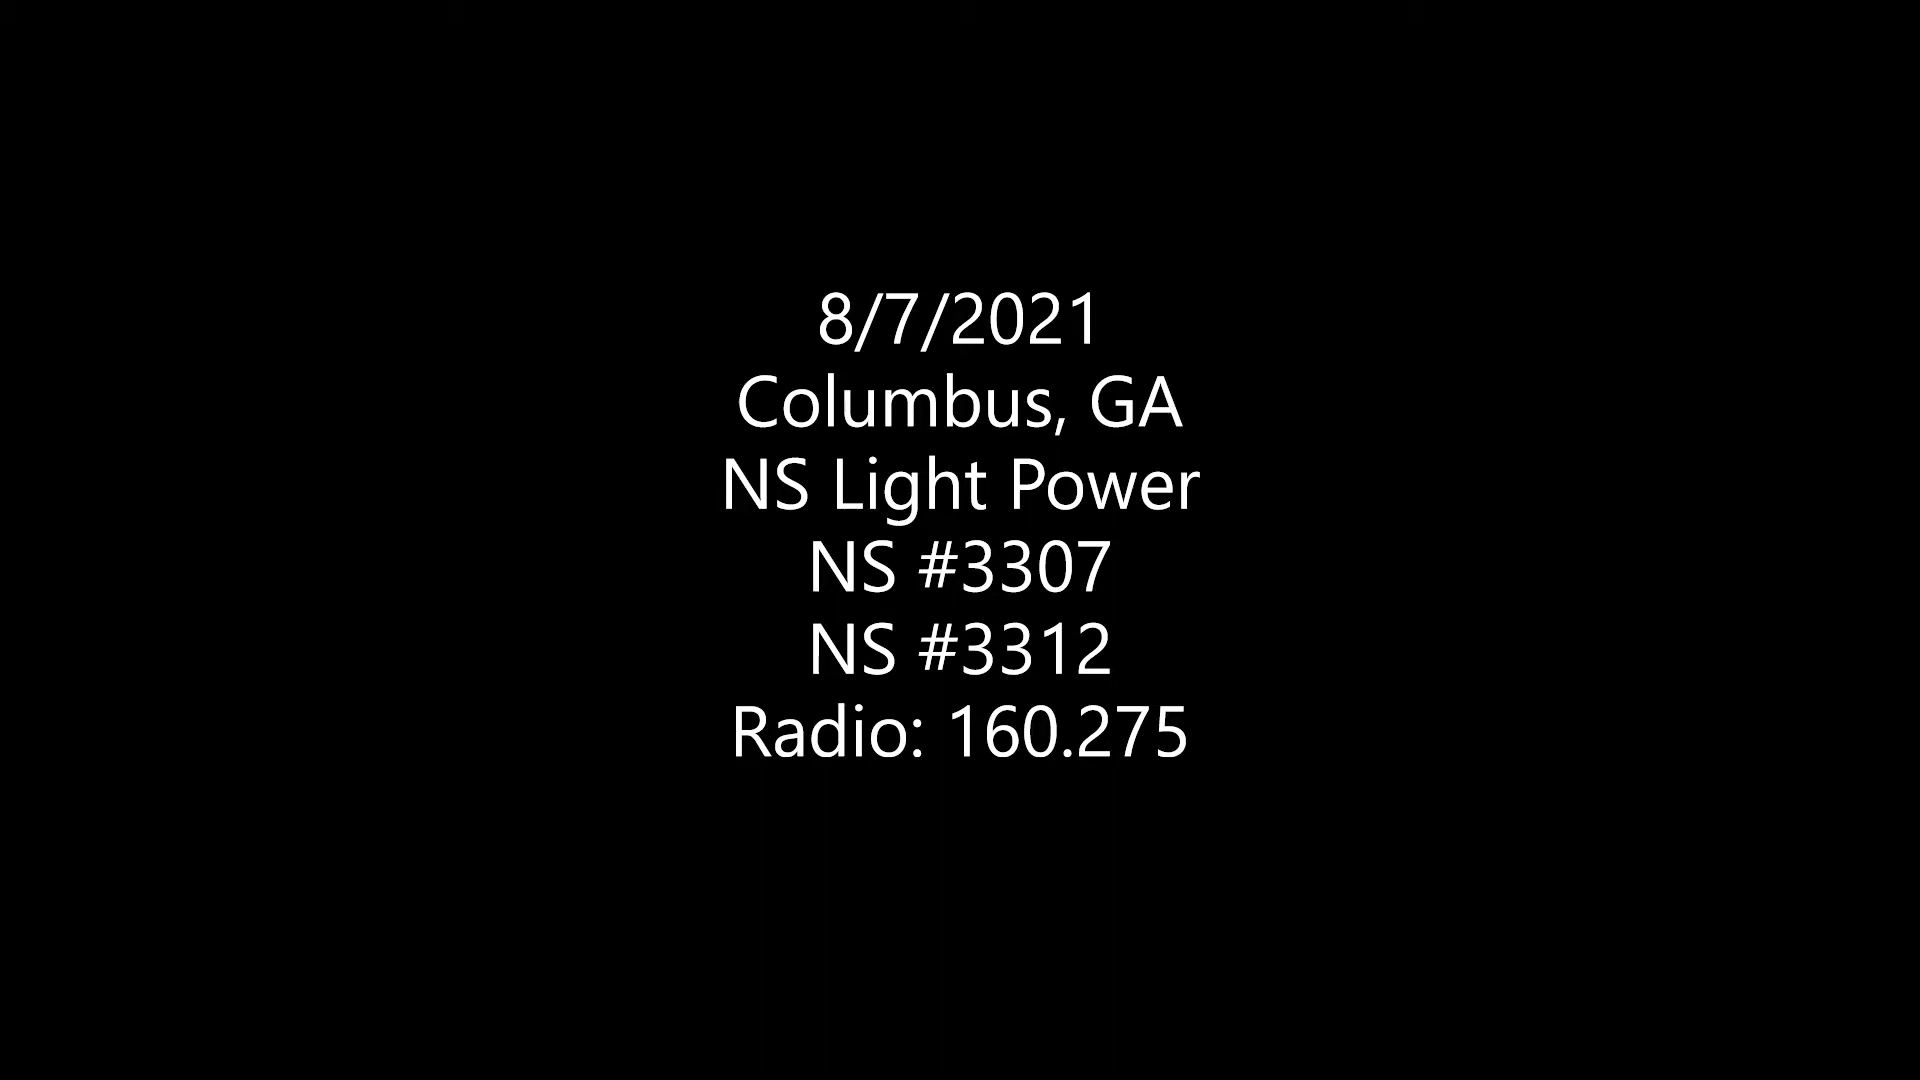 8/7/2021
Columbus, GA
NS Light Power
NS #3307
NS #3312
Radio: 160.275